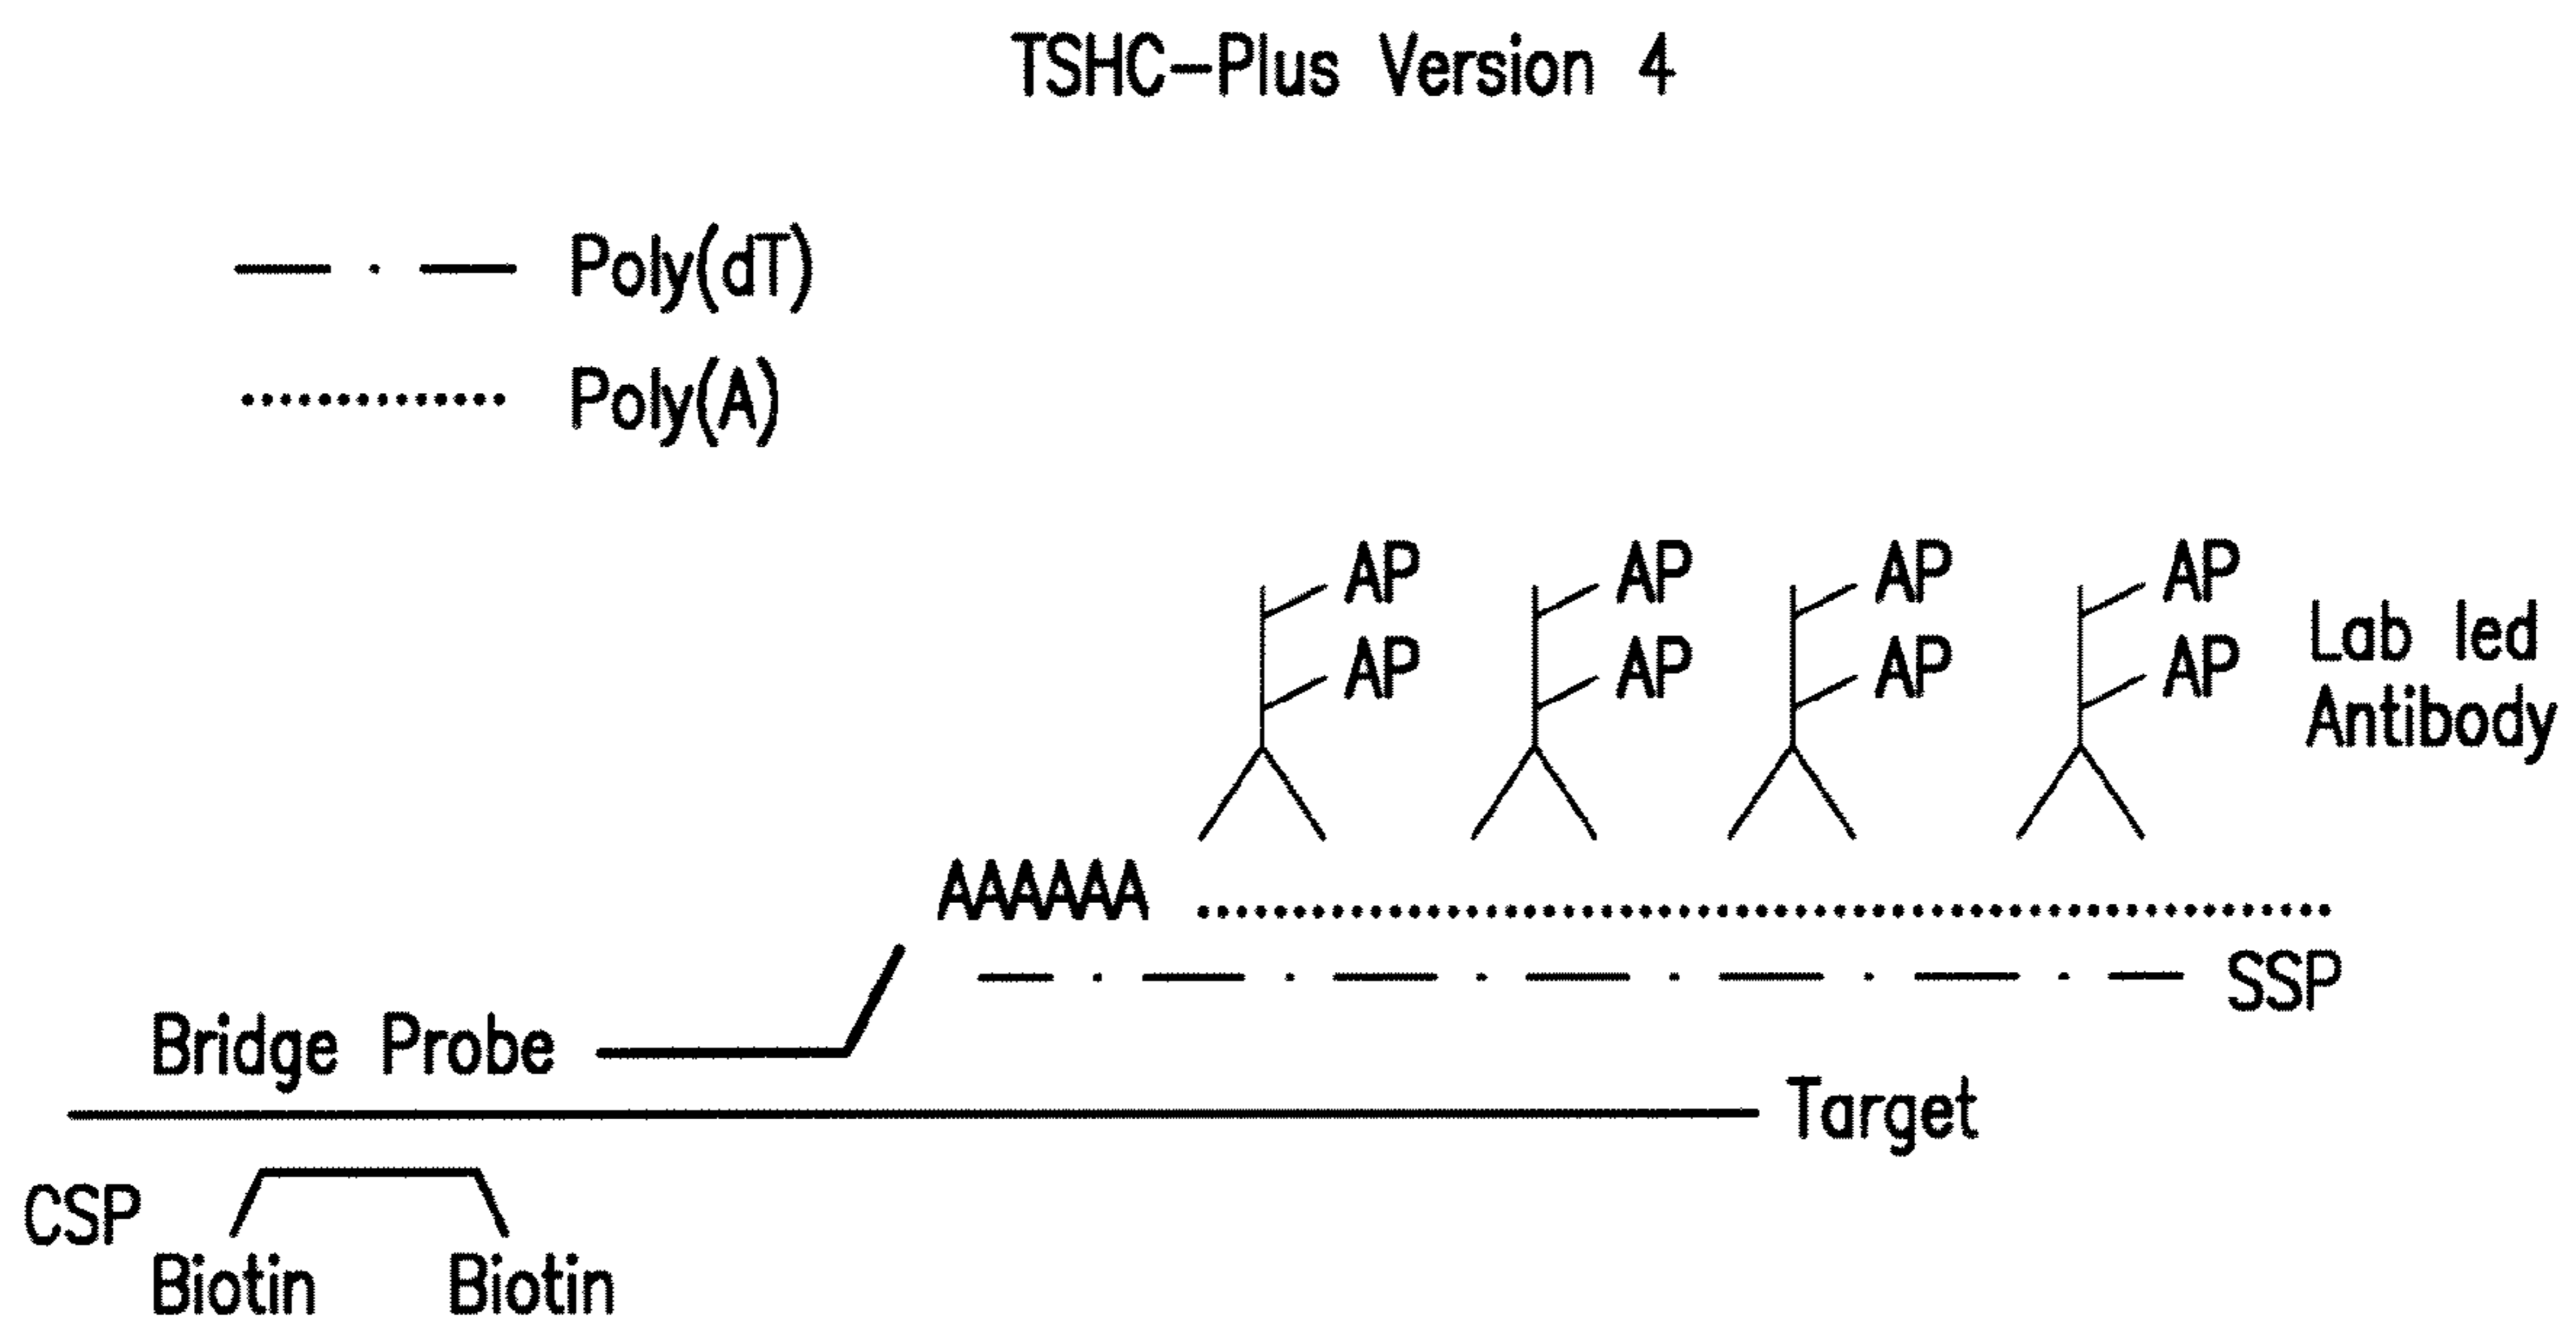 TSHC-Plus Version 4
Poly(dT)
Poly(A)
AP AP AP AP
AP AP AP AP
Lab led
Antibody
AAAAAA
SSP
Bridge Probe
Target
CSP
Biotin Biotin